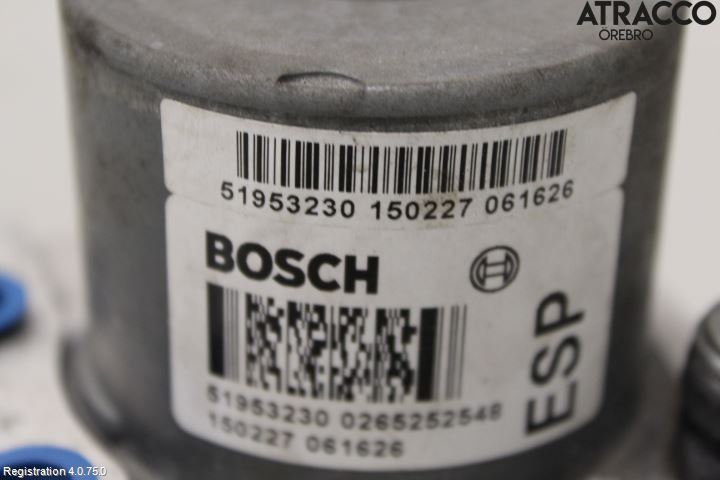 ATRACCO
ÖREBRO
51953230 150227 061626
BOSCH
ESP
51953230 0265252548
150227 061626
Registration 4.0.75.0